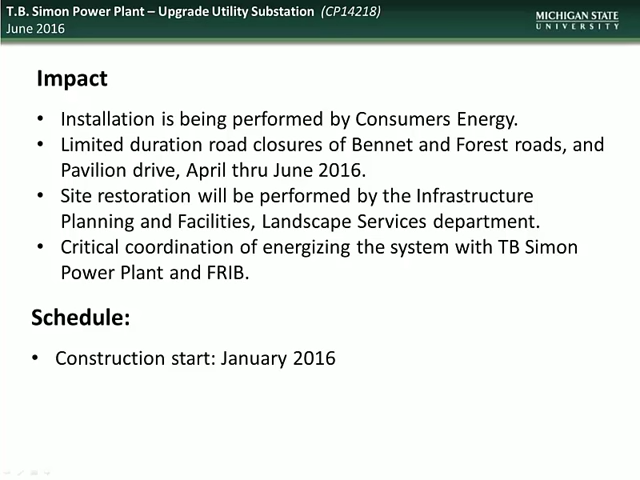 T.B. Simon Power Plant – Upgrade Utility Substation (CP14218)
June 2016
MICHIGAN STATE
UNIVERSITY
Impact
• Installation is being performed by Consumers Energy.
• Limited duration road closures of Bennet and Forest roads, and
Pavilion drive, April thru June 2016.
• Site restoration will be performed by the Infrastructure
Planning and Facilities, Landscape Services department.
• Critical coordination of energizing the system with TB Simon
Power Plant and FRIB.
Schedule:
• Construction start: January 2016